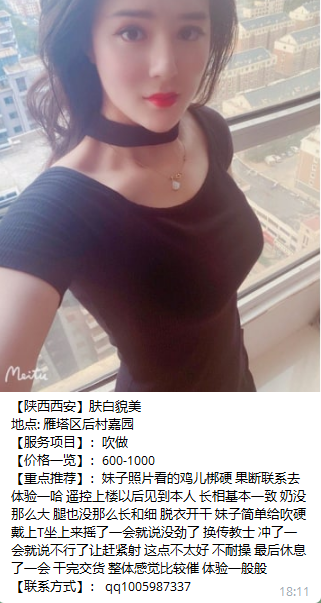 Meitu
【陕西西安】肤白貌美
地点: 雁塔区后村嘉园
【服务项目】：吹做
【价格一览】：600-1000
【重点推荐】：妹子照片看的鸡儿梆硬 果断联系去
体验一哈 遥控上楼以后见到本人 长相基本一致 奶没
那么大 腿也没那么长和细 脱衣开干 妹子简单给吹硬
戴上T坐上来摇了一会就说没劲了 换传教士 冲了一
会就说不行了让赶紧射 这点不太好 不耐操 最后休息
了一会 干完交货 整体感觉比较催 体验一般般
【联系方式】： qq1005987337
18:11